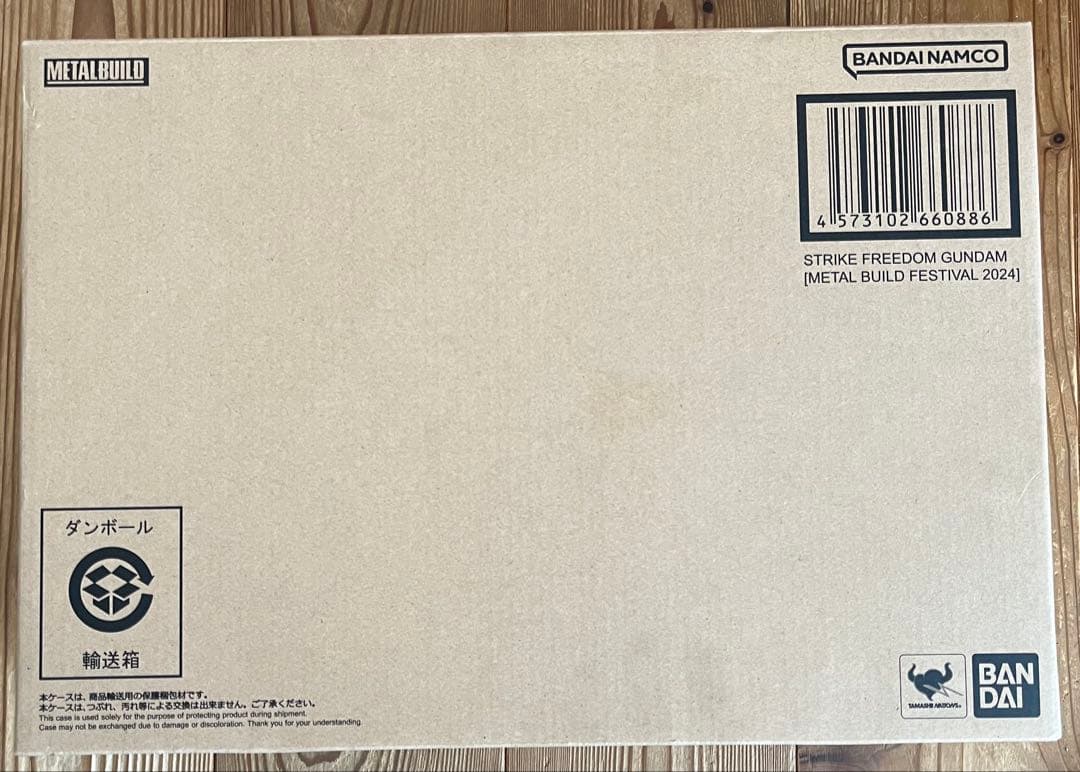 METALBUILD
BANDAI NAMCO
4 573102 660886
STRIKE FREEDOM GUNDAM
[METAL BUILD FESTIVAL 2024]
ダンボール
輸送箱
本ケースは、商品輸送用の保護梱包材です。
本ケースは、つぶれ、汚れ等による交換は出来ません。ご了承ください。
This case is used solely for the purpose of protecting product during shipment.
Case may not be exchanged due to damage or discoloration. Thank you for your understanding.
TAMASHII NATIONS
BAN
DAI